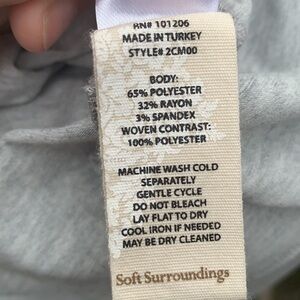 RN# 101206
MADE IN TURKEY
STYLE# 2CM00
BODY:
65% POLYESTER
32% RAYON
3% SPANDEX
WOVEN CONTRAST:
100% POLYESTER
MACHINE WASH COLD
SEPARATELY
GENTLE CYCLE
DO NOT BLEACH
LAY FLAT TO DRY
COOL IRON IF NEEDED
MAY BE DRY CLEANED
Soft Surroundings